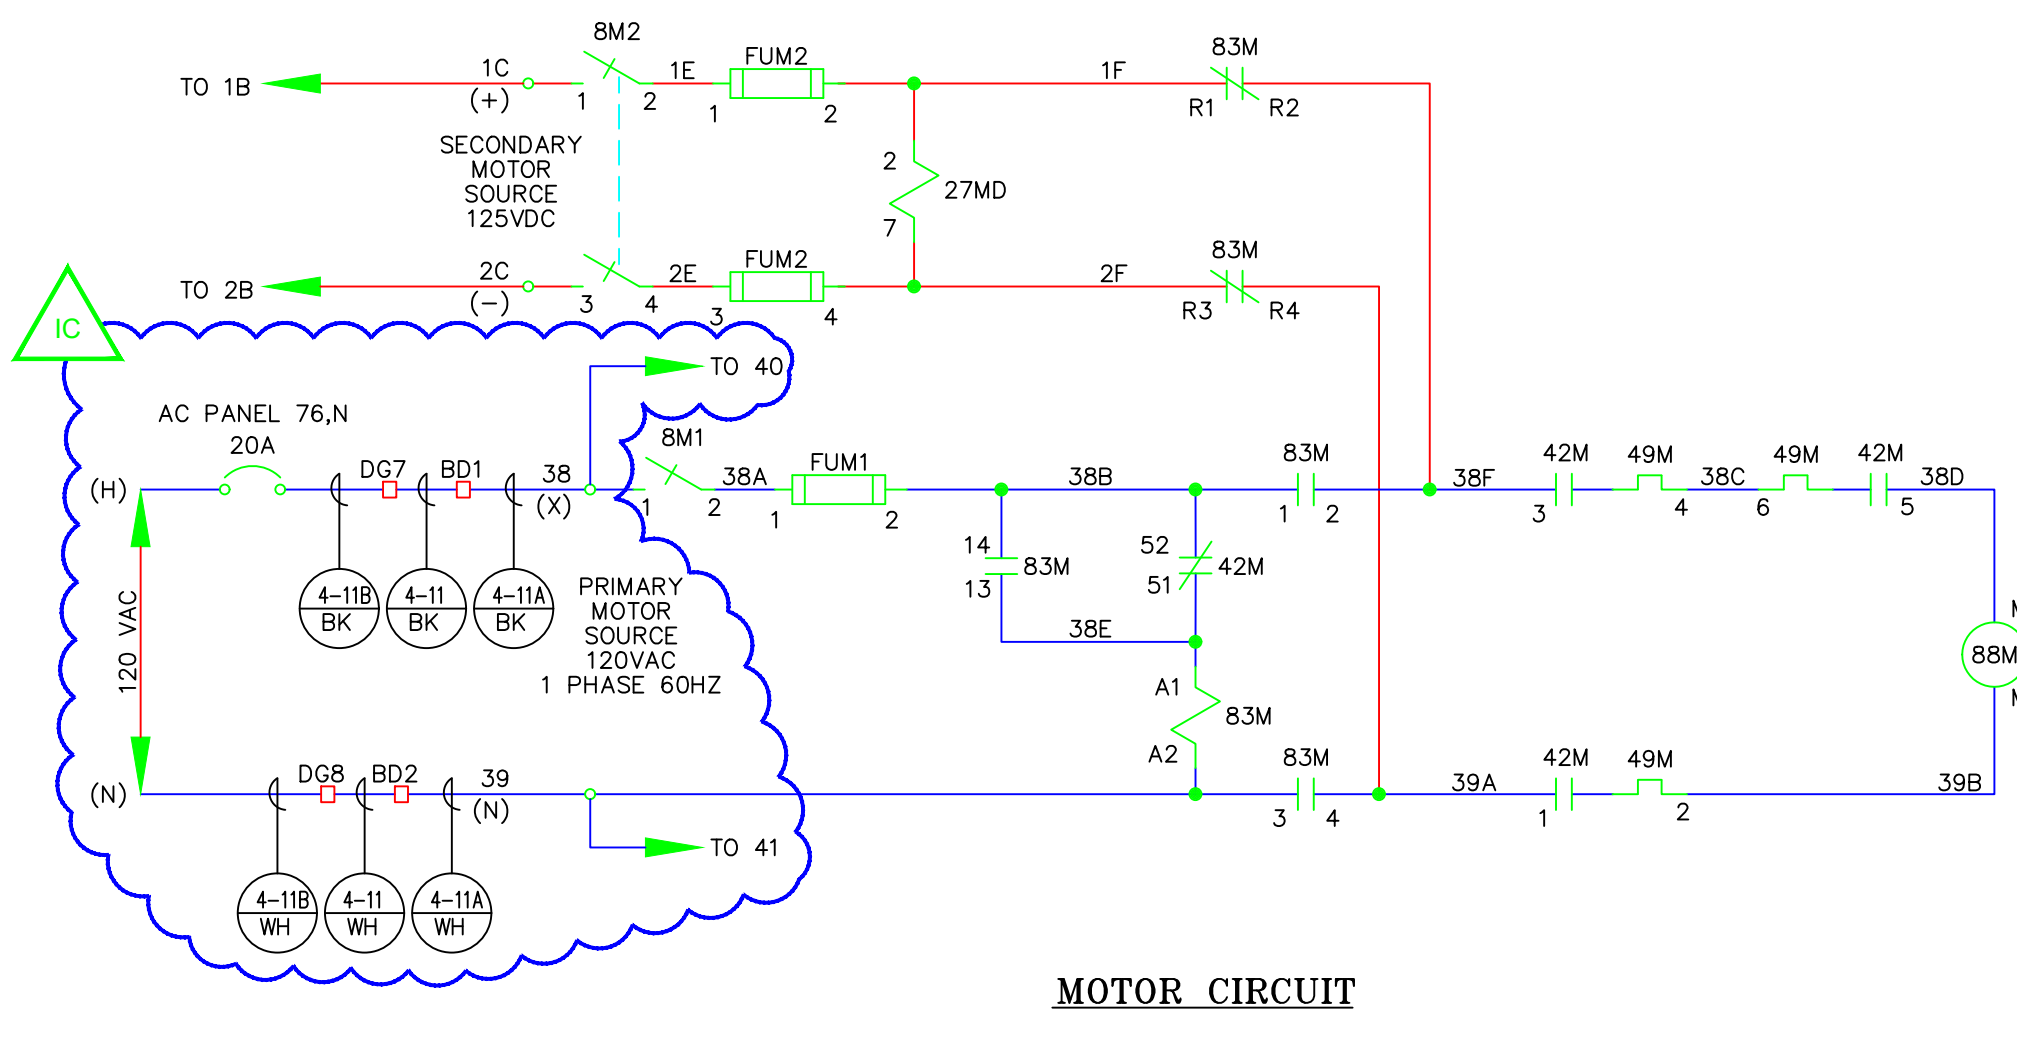 8M2
FUM2
83M
TO 1B
1C
(+)
1
2
1E
1
2
1F
R1
R2
SECONDARY
MOTOR
SOURCE
125VDC
2
27MD
7
TO 2B
2C
(−)
3
4
2E
FUM2
3
4
2F
83M
R3
R4
IC
TO 40
AC PANEL 76,N
20A
(H)
DG7
BD1
38
(X)
8M1
1
2
38A
FUM1
1
2
38B
83M
1
2
38F
42M
3
49M
4
38C
49M
6
42M
5
38D
14
83M
13
52
42M
51
38E
4-11B
BK
4-11
BK
4-11A
BK
PRIMARY
MOTOR
SOURCE
120VAC
1 PHASE 60HZ
120 VAC
A1
83M
A2
88M
(N)
DG8
BD2
39
(N)
83M
3
4
39A
42M
1
49M
2
39B
TO 41
4-11B
WH
4-11
WH
4-11A
WH
MOTOR CIRCUIT